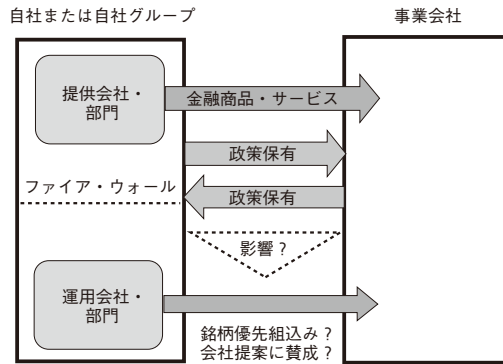 自社または自社グループ
事業会社
提供会社・
部門
金融商品・サービス
政策保有
ファイア・ウォール
政策保有
影響？
運用会社・
部門
銘柄優先組込み？
会社提案に賛成？